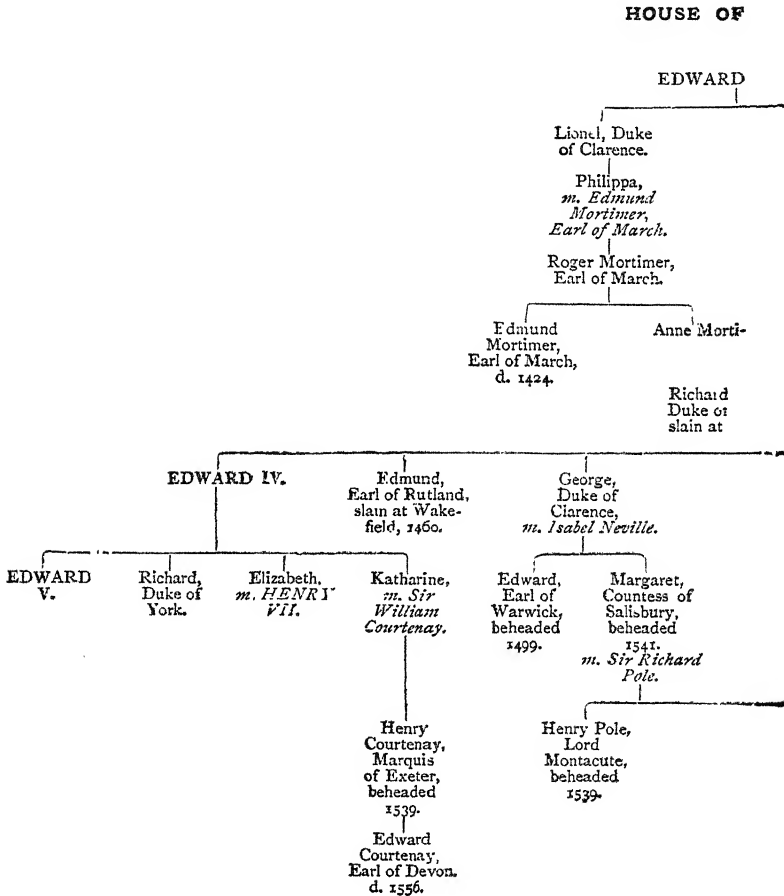 HOUSE OF
EDWARD
Lionel, Duke
of Clarence.
Philippa,
m. Edmund
Mortimer,
Earl of March.
Roger Mortimer,
Earl of March.
Edmund
Mortimer,
Earl of March,
d. 1424.
Anne Morti-
Richard
Duke of
slain at
EDWARD IV.
Edmund,
Earl of Rutland,
slain at Wake-
field, 1460.
George,
Duke of
Clarence,
m. Isabel Neville.
EDWARD
V.
Richard,
Duke of
York.
Elizabeth,
m. HENRY
VII.
Katharine,
m. Sir
William
Courtenay.
Edward,
Earl of
Warwick,
beheaded
1499.
Margaret,
Countess of
Salisbury,
beheaded
1541.
m. Sir Richard
Pole.
Henry
Courtenay,
Marquis
of Exeter,
beheaded
1539.
Henry Pole,
Lord
Montacute,
beheaded
1539.
Edward
Courtenay,
Earl of Devon.
d. 1556.